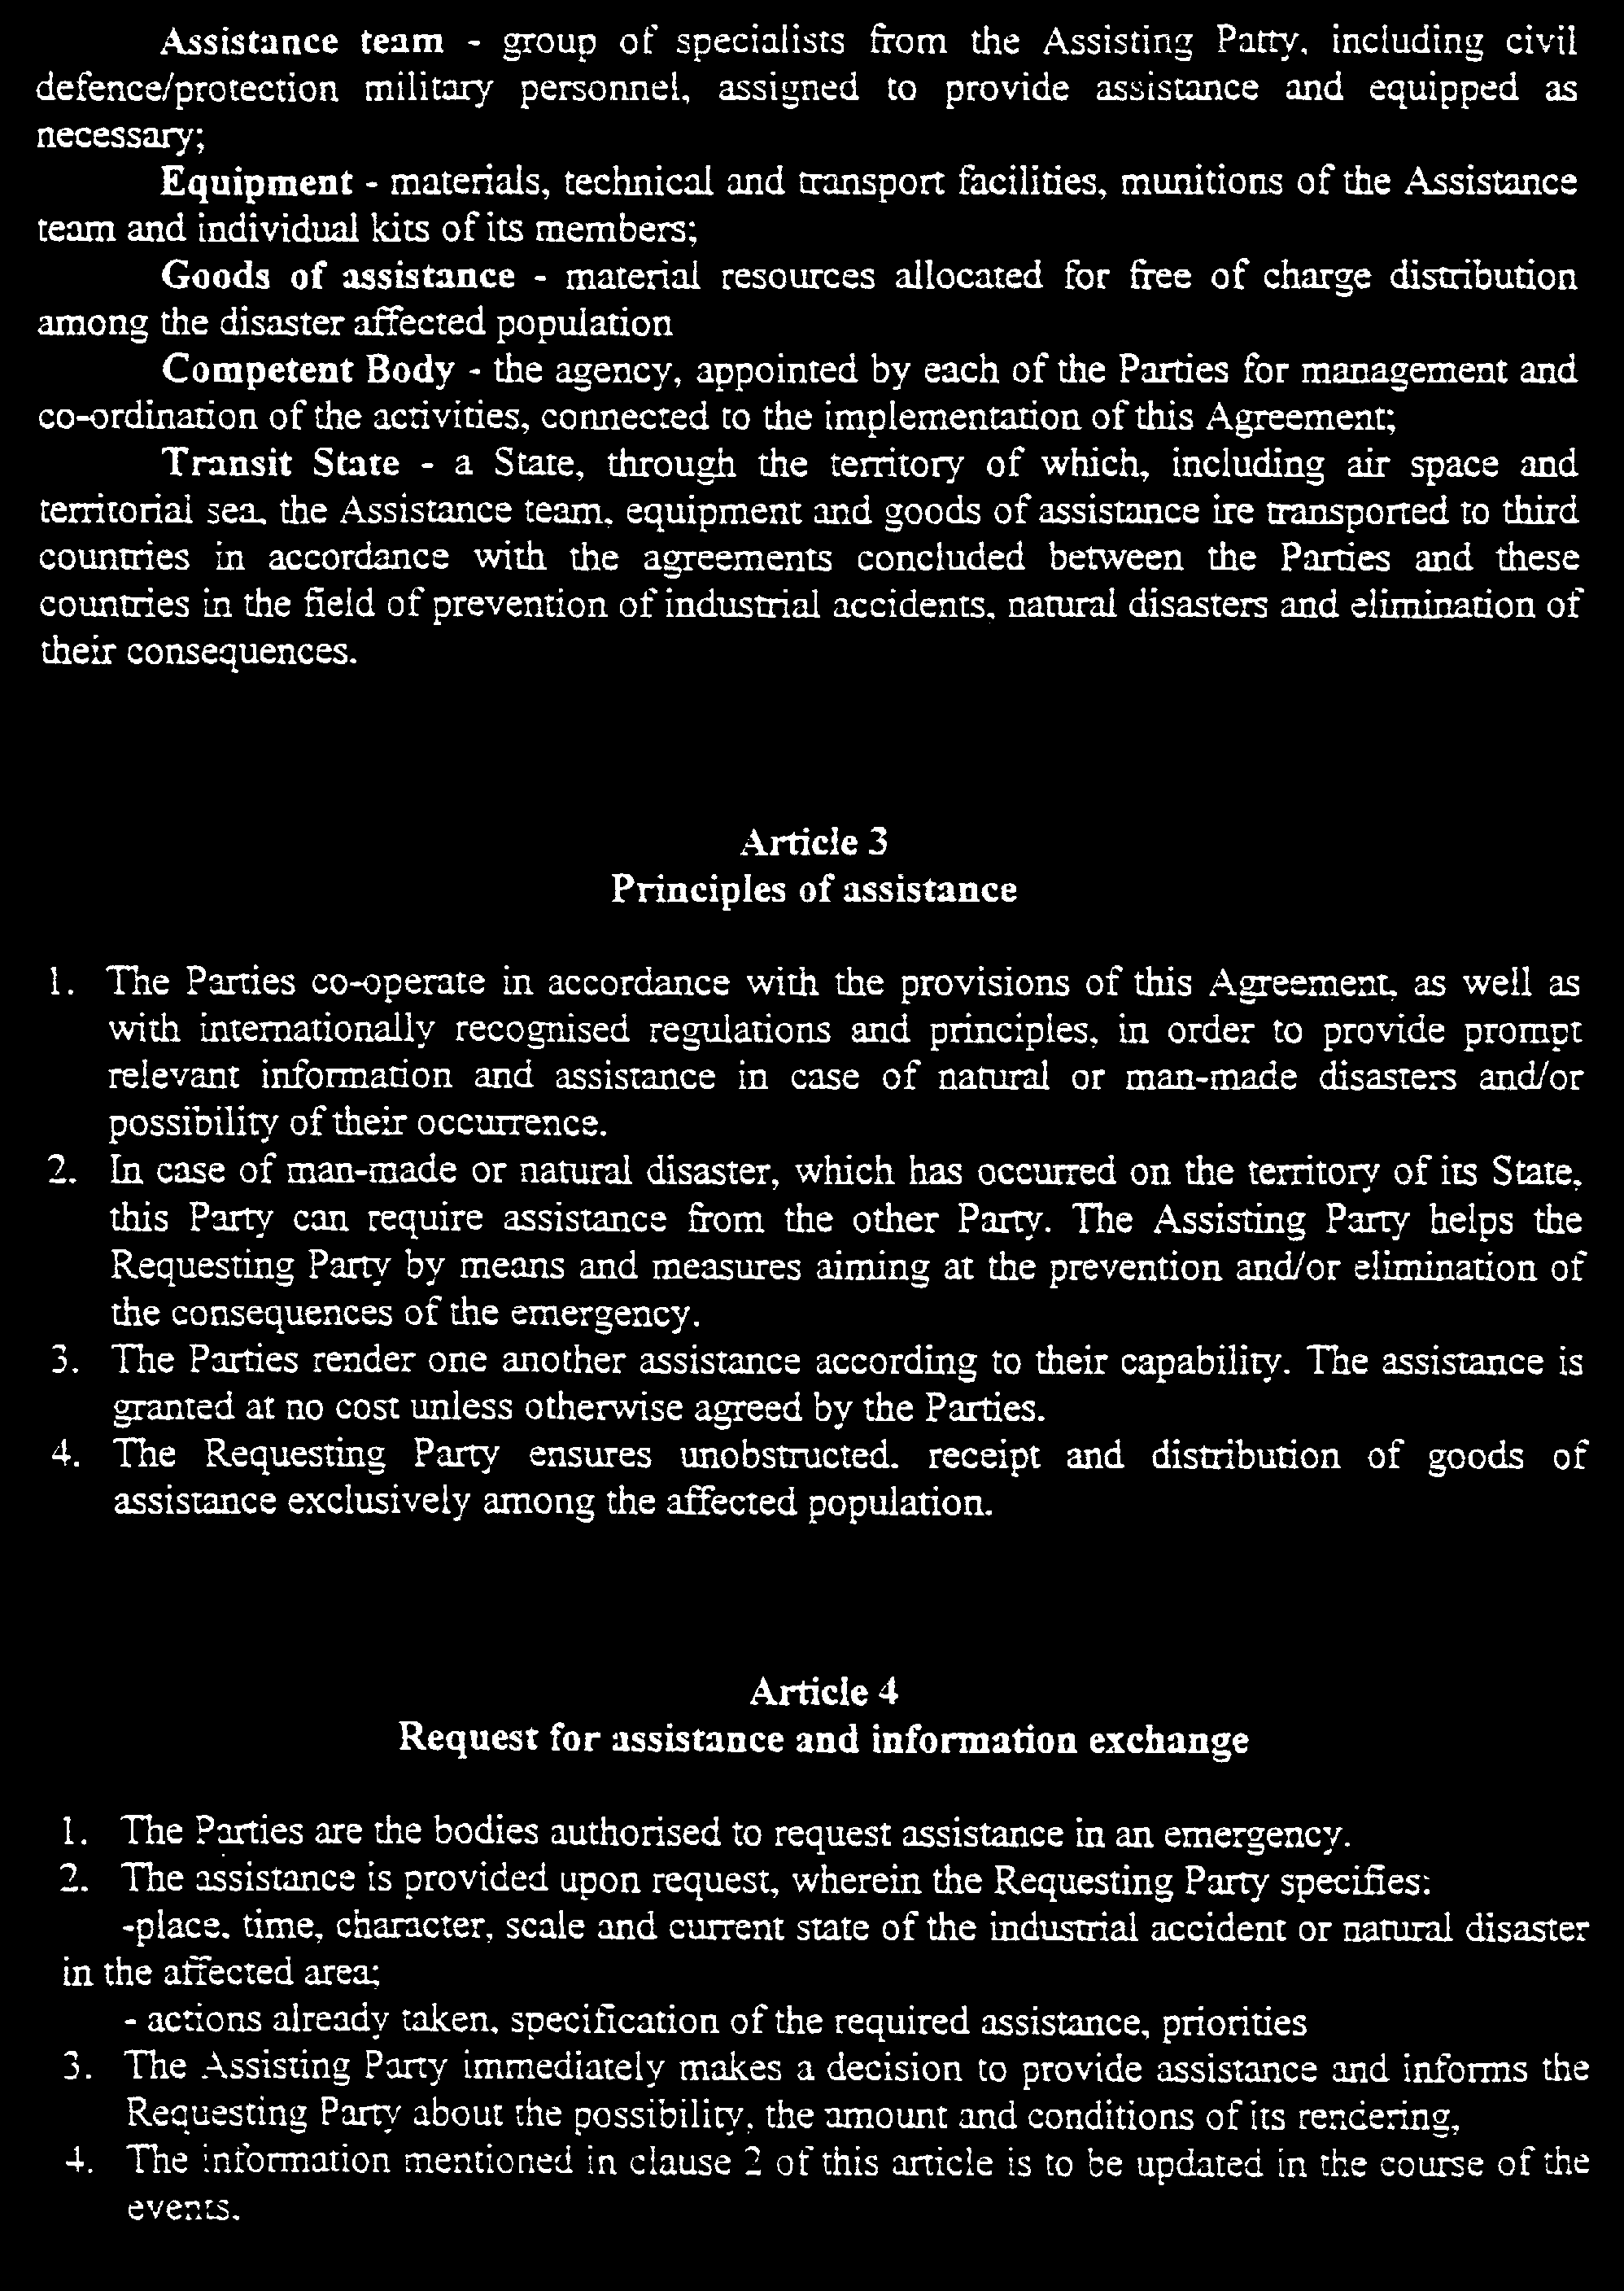 Assistance team - group of specialists from the Assisting Patty, including civil
defence/protection military personnel, assigned to provide assistance and equipped as
necessary;
Equipment - materials, technical and transport facilities, munitions of the Assistance
team and individual kits of its members;
Goods of assistance - material resources allocated for free of charge distribution
among the disaster affected population
Competent Body - the agency, appointed by each of the Parties for management and
co-ordination of the activities, connected to the implementation of this Agreement;
Transit State - a State, through the territory of which, including air space and
territorial sea, the Assistance team, equipment and goods of assistance ire transported to third
countries in accordance with the agreements concluded between the Parties and these
countries in the field of prevention of industrial accidents, natural disasters and elimination of
their consequences.
Article 3
Principles of assistance
1. The Parties co-operate in accordance with the provisions of this Agreement, as well as
with internationally recognised regulations and principles, in order to provide prompt
relevant information and assistance in case of natural or man-made disasters and/or
possibility of their occurrence.
2. In case of man-made or natural disaster, which has occurred on the territory of its State,
this Party can require assistance from the other Party. The Assisting Party helps the
Requesting Party by means and measures aiming at the prevention and/or elimination of
the consequences of the emergency.
3. The Parties render one another assistance according to their capability. The assistance is
granted at no cost unless otherwise agreed by the Parties.
4. The Requesting Party ensures unobstructed. receipt and distribution of goods of
assistance exclusively among the affected population.
Article 4
Request for assistance and information exchange
1. The Parties are the bodies authorised to request assistance in an emergency.
2. The assistance is provided upon request, wherein the Requesting Party specifies:
-place, time, character, scale and current state of the industrial accident or natural disaster
in the affected area;
- actions already taken, specification of the required assistance, priorities
3. The Assisting Party immediately makes a decision to provide assistance and informs the
Requesting Party about the possibility, the amount and conditions of its rendering,
4. The information mentioned in clause 2 of this article is to be updated in the course of the
events.